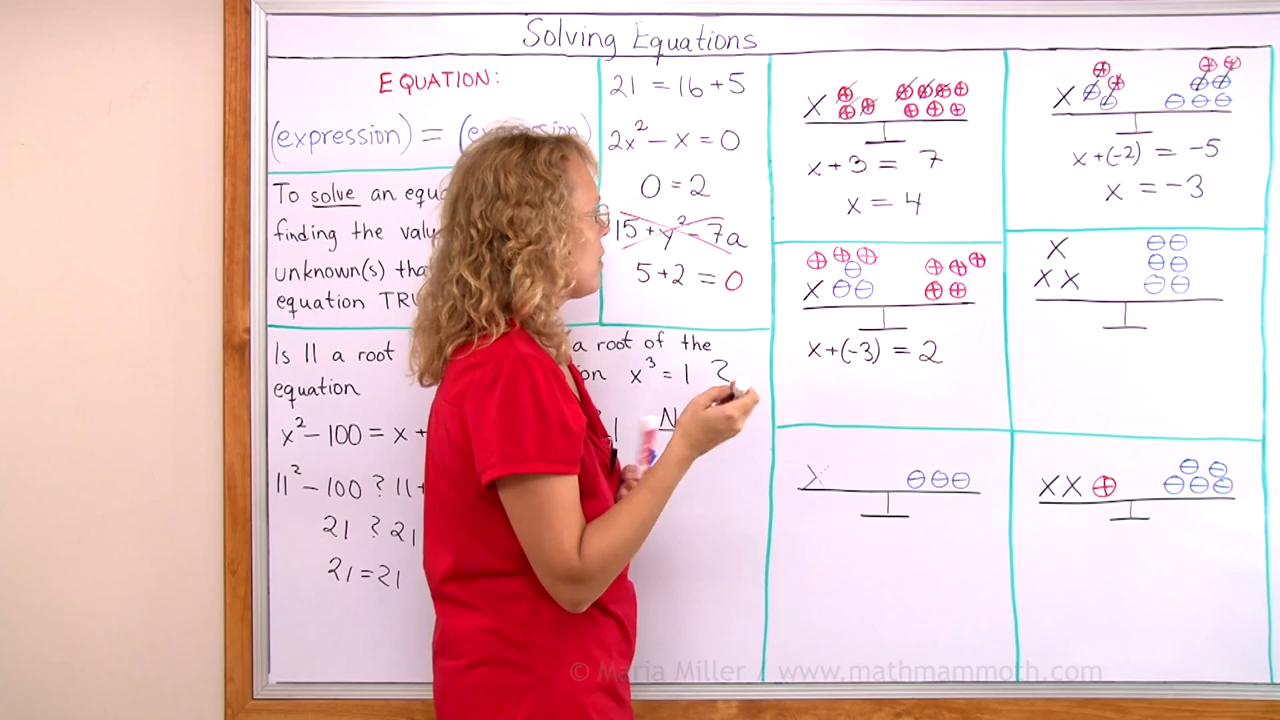 Solving Equations
EQUATION:
(expression) = (expression)
To solve an equa
finding the valu
unknown(s) tha
equation TRU
21 = 16 + 5
2x² - x = 0
0 = 2
15 + y² - 7a
5 + 2 = 0
Is 11 a root
equation
x² - 100 = x +
11² - 100 ? 11 +
21 ? 21
21 = 21
a root of the
on x³ = 1 ?
1 N
X ⊕⊕⊕ ⊕⊕⊕⊕⊕⊕⊕
x + 3 = 7
x = 4
X ⊕⊖⊖⊕⊖⊖ ⊕⊕⊖⊖⊖⊖⊖
x + (-2) = -5
x = -3
⊕⊕⊕ ⊕⊕⊕
X ⊖⊖⊖ ⊕⊕
x + (-3) = 2
X ⊖⊖
X X ⊖⊖
⊖⊖
X ⊖⊖⊖
⊖⊖
X X ⊕ ⊖⊖⊖
© Maria Miller / www.mathmammoth.com